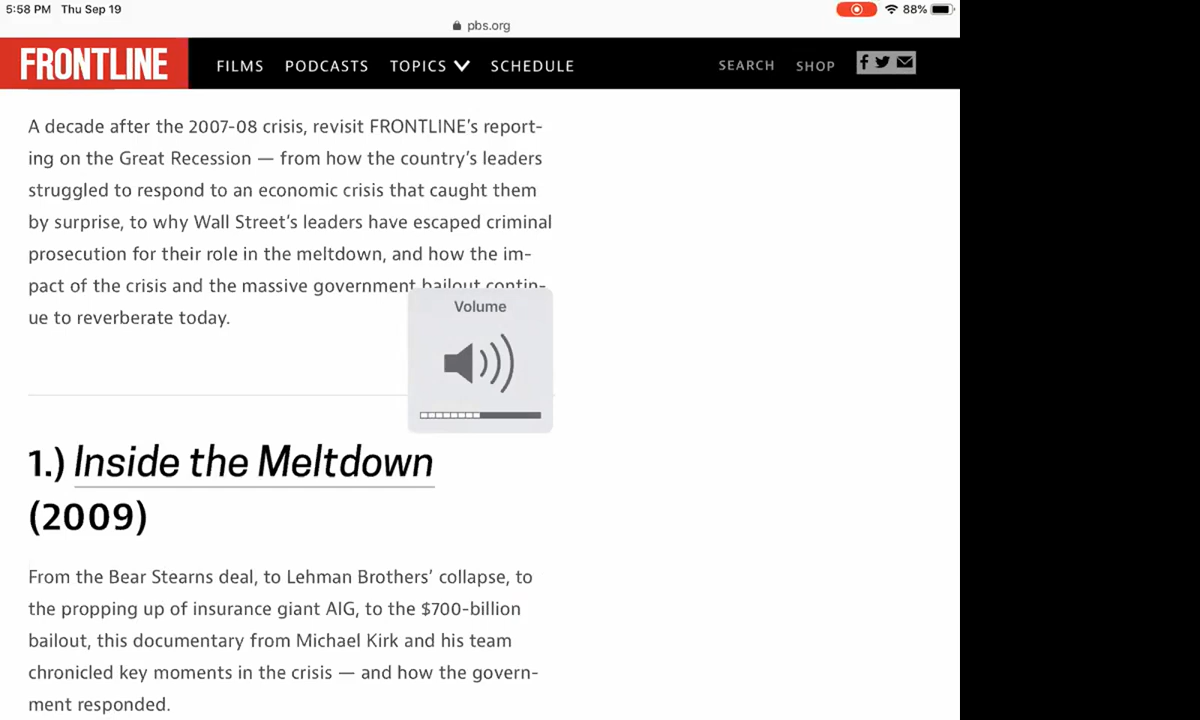 5:58 PM Thu Sep 19
88%
pbs.org
FRONTLINE FILMS PODCASTS TOPICS SCHEDULE SEARCH SHOP
A decade after the 2007-08 crisis, revisit FRONTLINE's report-
ing on the Great Recession — from how the country's leaders
struggled to respond to an economic crisis that caught them
by surprise, to why Wall Street's leaders have escaped criminal
prosecution for their role in the meltdown, and how the im-
pact of the crisis and the massive government bailout contin-
ue to reverberate today.
Volume
1.) Inside the Meltdown
(2009)
From the Bear Stearns deal, to Lehman Brothers' collapse, to
the propping up of insurance giant AIG, to the $700-billion
bailout, this documentary from Michael Kirk and his team
chronicled key moments in the crisis — and how the govern-
ment responded.